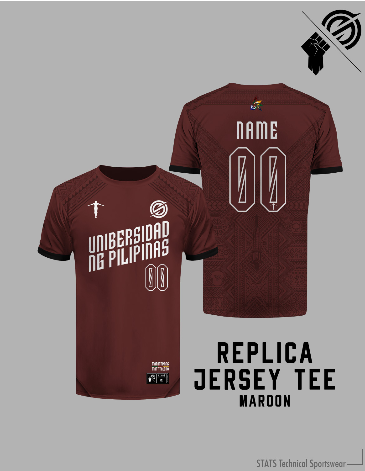 NAME
00
UNIBERSIDAD
NG PILIPINAS
00
REPLICA
JERSEY TEE
MAROON
STATS Technical Sportswear